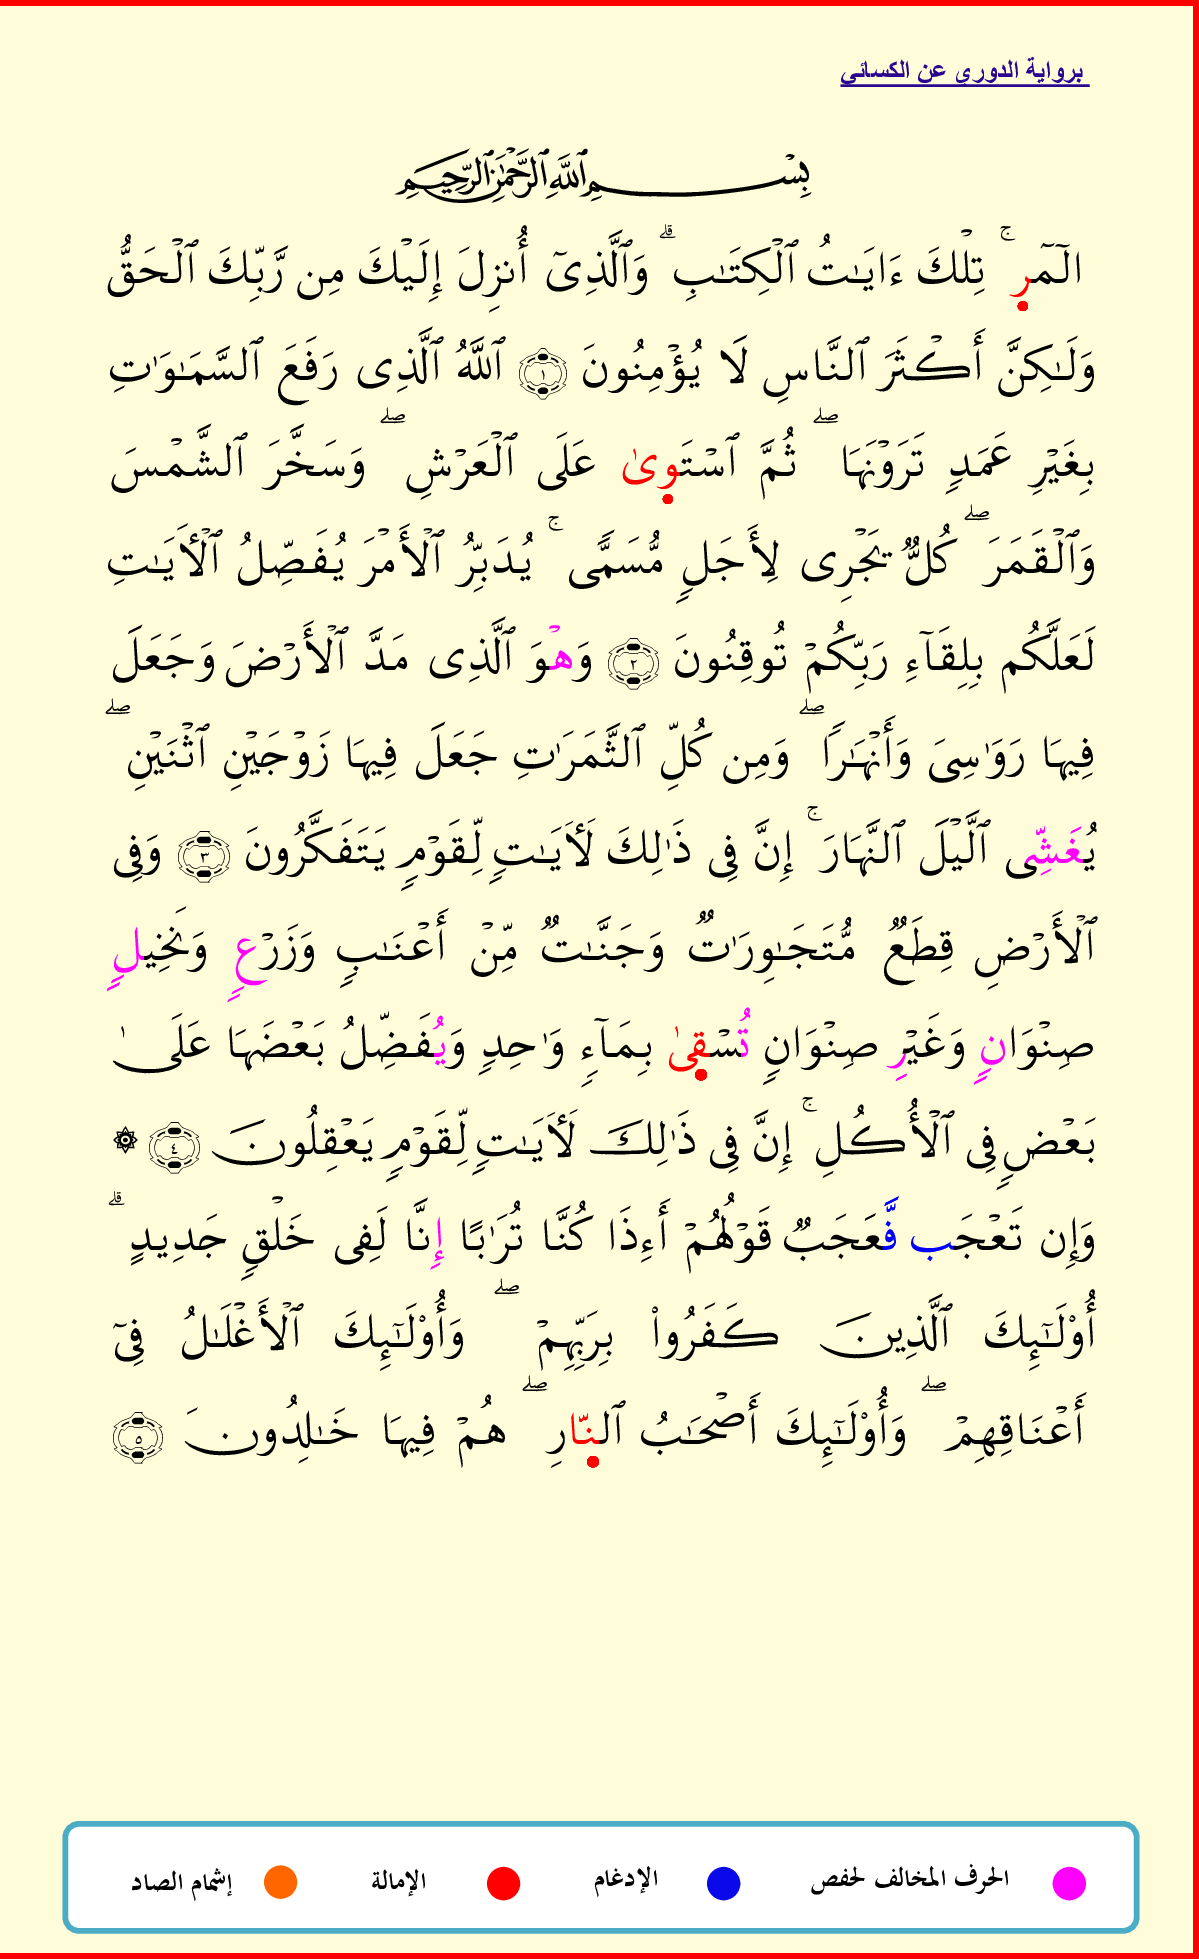 برواية الدوري عن الكسائي
بِسْمِ ٱللَّهِ ٱلرَّحْمَٰنِ ٱلرَّحِيمِ
الٓمٓرۚ تِلْكَ ءَايَٰتُ ٱلْكِتَٰبِۗ وَٱلَّذِىٓ أُنزِلَ إِلَيْكَ مِن رَّبِّكَ ٱلْحَقُّ
وَلَٰكِنَّ أَكْثَرَ ٱلنَّاسِ لَا يُؤْمِنُونَ ١ ٱللَّهُ ٱلَّذِى رَفَعَ ٱلسَّمَٰوَٰتِ
بِغَيْرِ عَمَدٍ تَرَوْنَهَاۖ ثُمَّ ٱسْتَوِىٰ عَلَى ٱلْعَرْشِۖ وَسَخَّرَ ٱلشَّمْسَ
وَٱلْقَمَرَۖ كُلٌّ تَجْرِى لِأَجَلٍ مُّسَمًّىۚ يُدَبِّرُ ٱلْأَمْرَ يُفَصِّلُ ٱلْأَيَٰتِ
لَعَلَّكُم بِلِقَآءِ رَبِّكُمْ تُوقِنُونَ ٢ وَهْوَ ٱلَّذِى مَدَّ ٱلْأَرْضَ وَجَعَلَ
فِيهَا رَوَٰسِىَ وَأَنْهَٰرًاۖ وَمِن كُلِّ ٱلثَّمَرَٰتِ جَعَلَ فِيهَا زَوْجَيْنِ ٱثْنَيْنِۖ
يُغَشِّى ٱلَّيْلَ ٱلنَّهَارَۚ إِنَّ فِى ذَٰلِكَ لَأَيَٰتٍ لِّقَوْمٍ يَتَفَكَّرُونَ ٣ وَفِى
ٱلْأَرْضِ قِطَعٌ مُّتَجَٰوِرَٰتٌ وَجَنَّٰتٌ مِّنْ أَعْنَٰبٍ وَزَرْعٍ وَنَخِيلٍ
صِنْوَانٍ وَغَيْرِ صِنْوَانٍ تُسْقِىٰ بِمَآءٍ وَٰحِدٍ وَيُفَضِّلُ بَعْضَهَا عَلَىٰ
بَعْضٍ فِى ٱلْأُكُلِۚ إِنَّ فِى ذَٰلِكَ لَأَيَٰتٍ لِّقَوْمٍ يَعْقِلُونَ ٤ ۞
وَإِن تَعْجَب فَّعَجَبٌ قَوْلُهُمْ أَءِذَا كُنَّا تُرَٰبًا إِنَّا لَفِى خَلْقٍ جَدِيدٍۗ
أُوْلَٰٓئِكَ ٱلَّذِينَ كَفَرُواْ بِرَبِّهِمْۖ وَأُوْلَٰٓئِكَ ٱلْأَغْلَٰلُ فِىٓ
أَعْنَاقِهِمْۖ وَأُوْلَٰٓئِكَ أَصْحَٰبُ ٱلنَّارِۖ هُمْ فِيهَا خَٰلِدُونَ ٥
الحرف المخالف لحفص الإدغام الإمالة إشمام الصاد